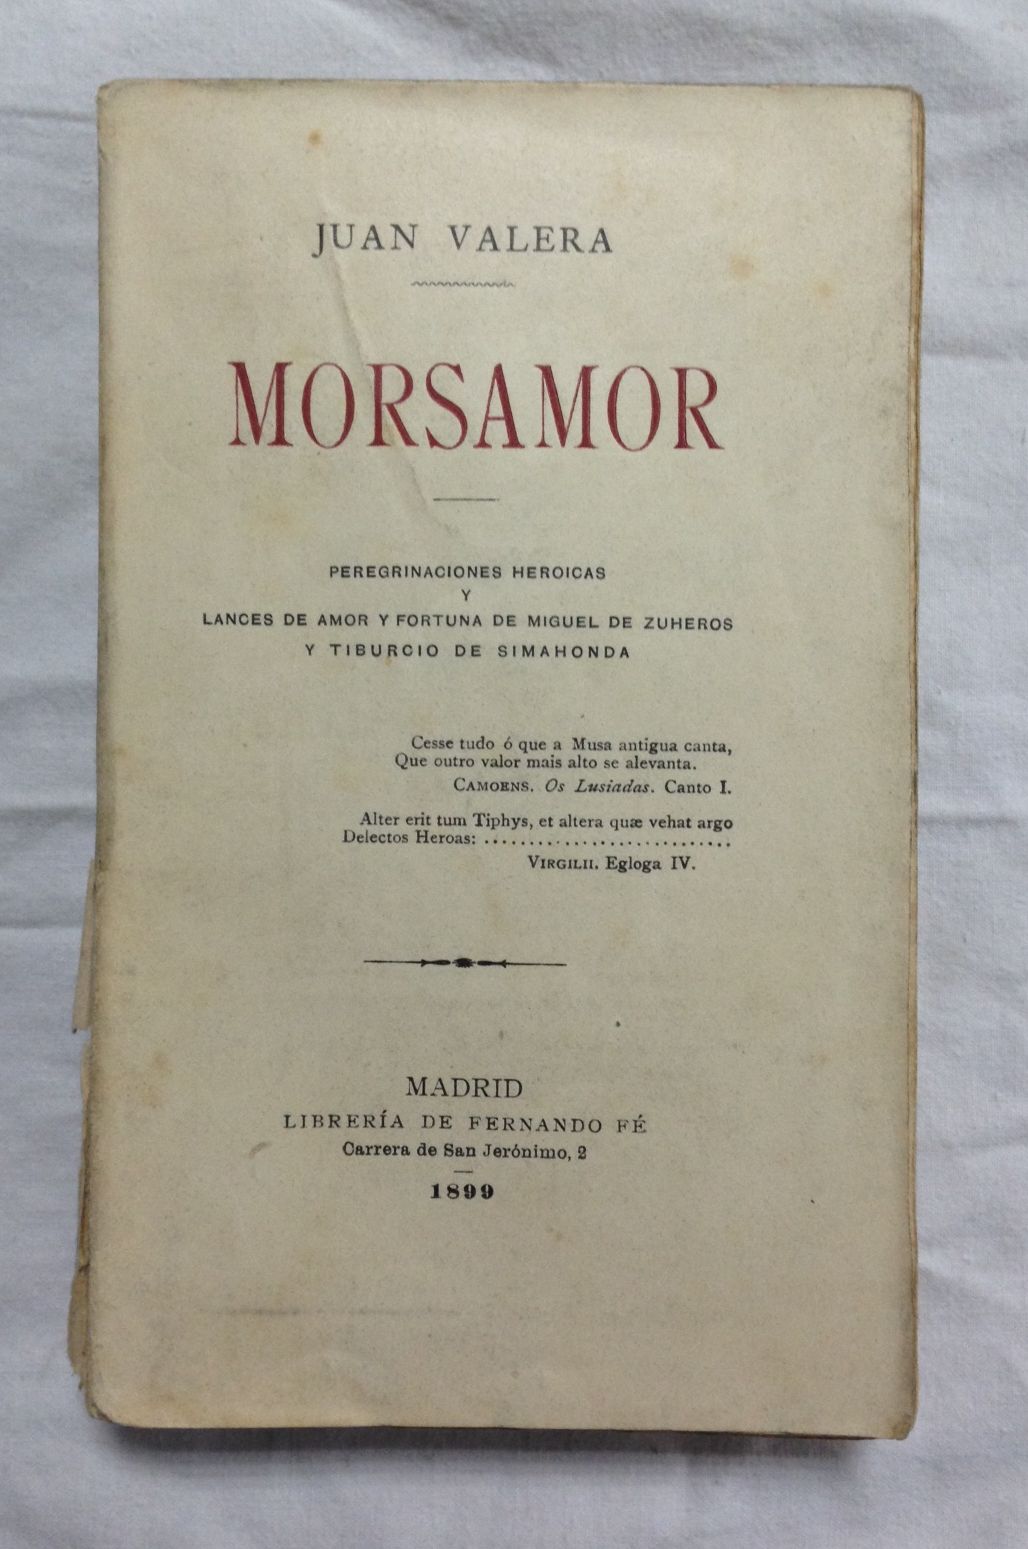 JUAN VALERA
MORSAMOR
PEREGRINACIONES HEROICAS
Y
LANCES DE AMOR Y FORTUNA DE MIGUEL DE ZUHEROS
Y TIBURCIO DE SIMAHONDA
Cesse tudo ó que a Musa antigua canta,
Que outro valor mais alto se alevanta.
CAMOENS. Os Lusiadas. Canto I.
Alter erit tum Tiphys, et altera quæ vehat argo
Delectos Heroas: ............................
VIRGILII. Egloga IV.
MADRID
LIBRERÍA DE FERNANDO FÉ
Carrera de San Jerónimo, 2
1899